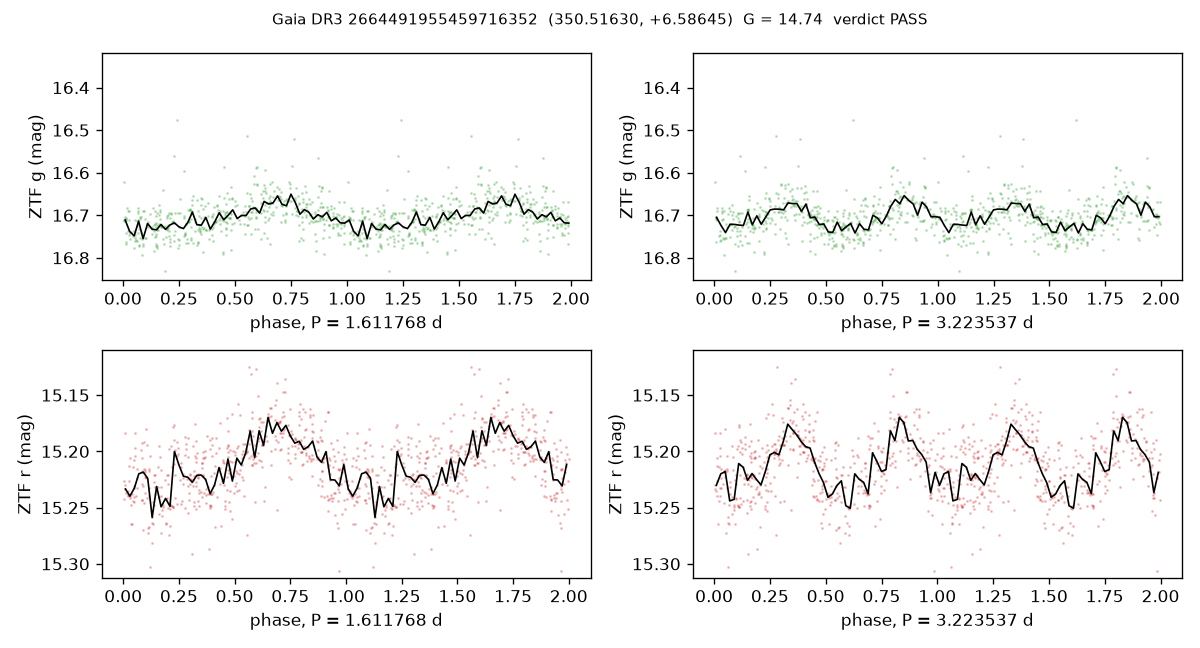 Gaia DR3 2664491955459716352 (350.51630, +6.58645) G = 14.74 verdict PASS
ZTF g (mag)
16.4
16.5
16.6
16.7
16.8
0.00 0.25 0.50 0.75 1.00 1.25 1.50 1.75 2.00
phase, P = 1.611768 d
ZTF g (mag)
16.4
16.5
16.6
16.7
16.8
0.00 0.25 0.50 0.75 1.00 1.25 1.50 1.75 2.00
phase, P = 3.223537 d
ZTF r (mag)
15.15
15.20
15.25
15.30
0.00 0.25 0.50 0.75 1.00 1.25 1.50 1.75 2.00
phase, P = 1.611768 d
ZTF r (mag)
15.15
15.20
15.25
15.30
0.00 0.25 0.50 0.75 1.00 1.25 1.50 1.75 2.00
phase, P = 3.223537 d